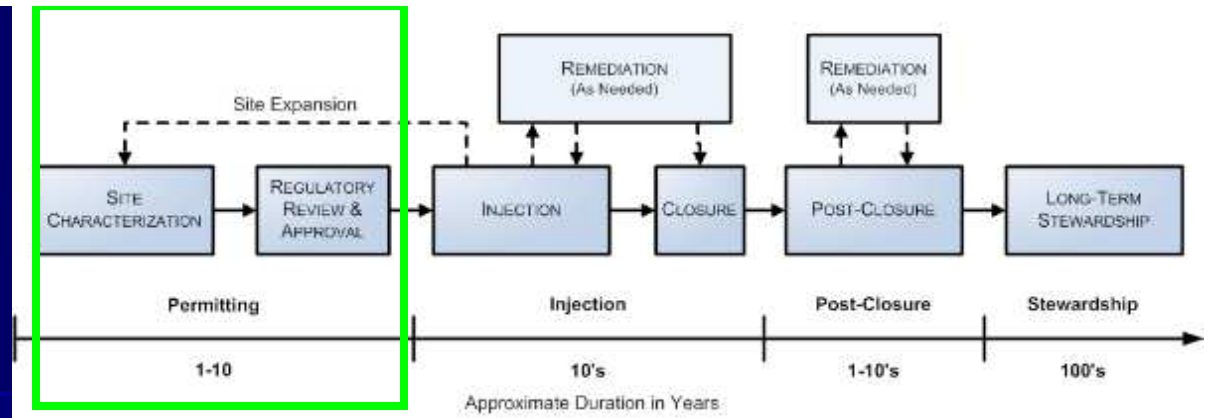 REMEDIATION
(As Needed)
REMEDIATION
(As Needed)
Site Expansion
SITE
CHARACTERIZATION
REGULATORY
REVIEW &
APPROVAL
INJECTION
CLOSURE
POST-CLOSURE
LONG-TERM
STEWARDSHIP
Permitting
Injection
Post-Closure
Stewardship
1-10
10's
1-10's
100's
Approximate Duration in Years